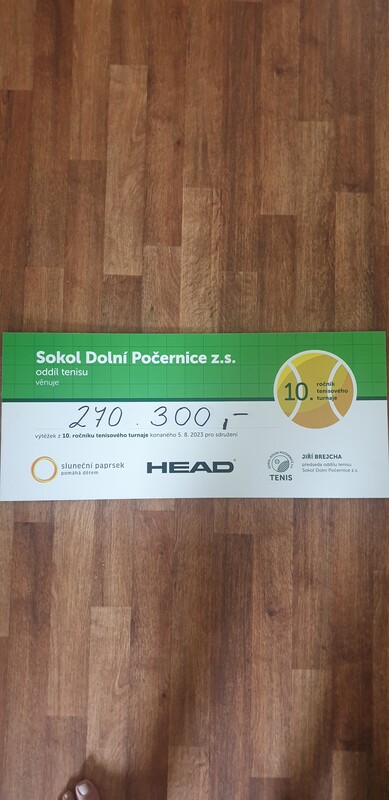 Sokol Dolní Počernice z.s.
oddíl tenisu
věnuje
10. ročník
tenisového
turnaje
270.300,-
výtěžek z 10. ročníku tenisového turnaje konaného 5. 8. 2023 pro sdružení
sluneční paprsek
pomáhá dětem
HEAD
TENIS
JIŘÍ BREJCHA
předseda oddílu tenisu
Sokol Dolní Počernice z.s.